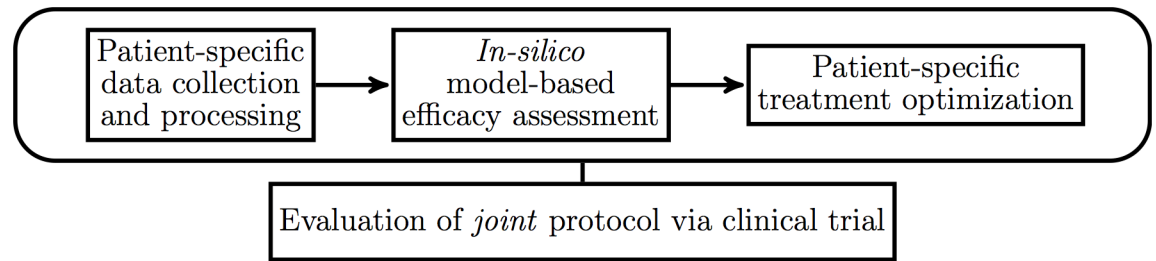 Patient-specific
data collection
and processing
In-silico
model-based
efficacy assessment
Patient-specific
treatment optimization
Evaluation of joint protocol via clinical trial